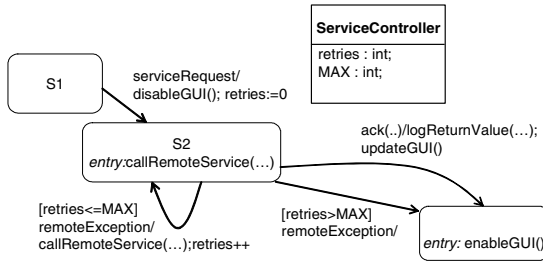 ServiceController
retries : int;
MAX : int;
S1
serviceRequest/
disableGUI(); retries:=0
S2
entry:callRemoteService(…)
ack(..)/logReturnValue(…);
updateGUI()
[retries<=MAX]
remoteException/
callRemoteService(…);retries++
[retries>MAX]
remoteException/
entry: enableGUI()